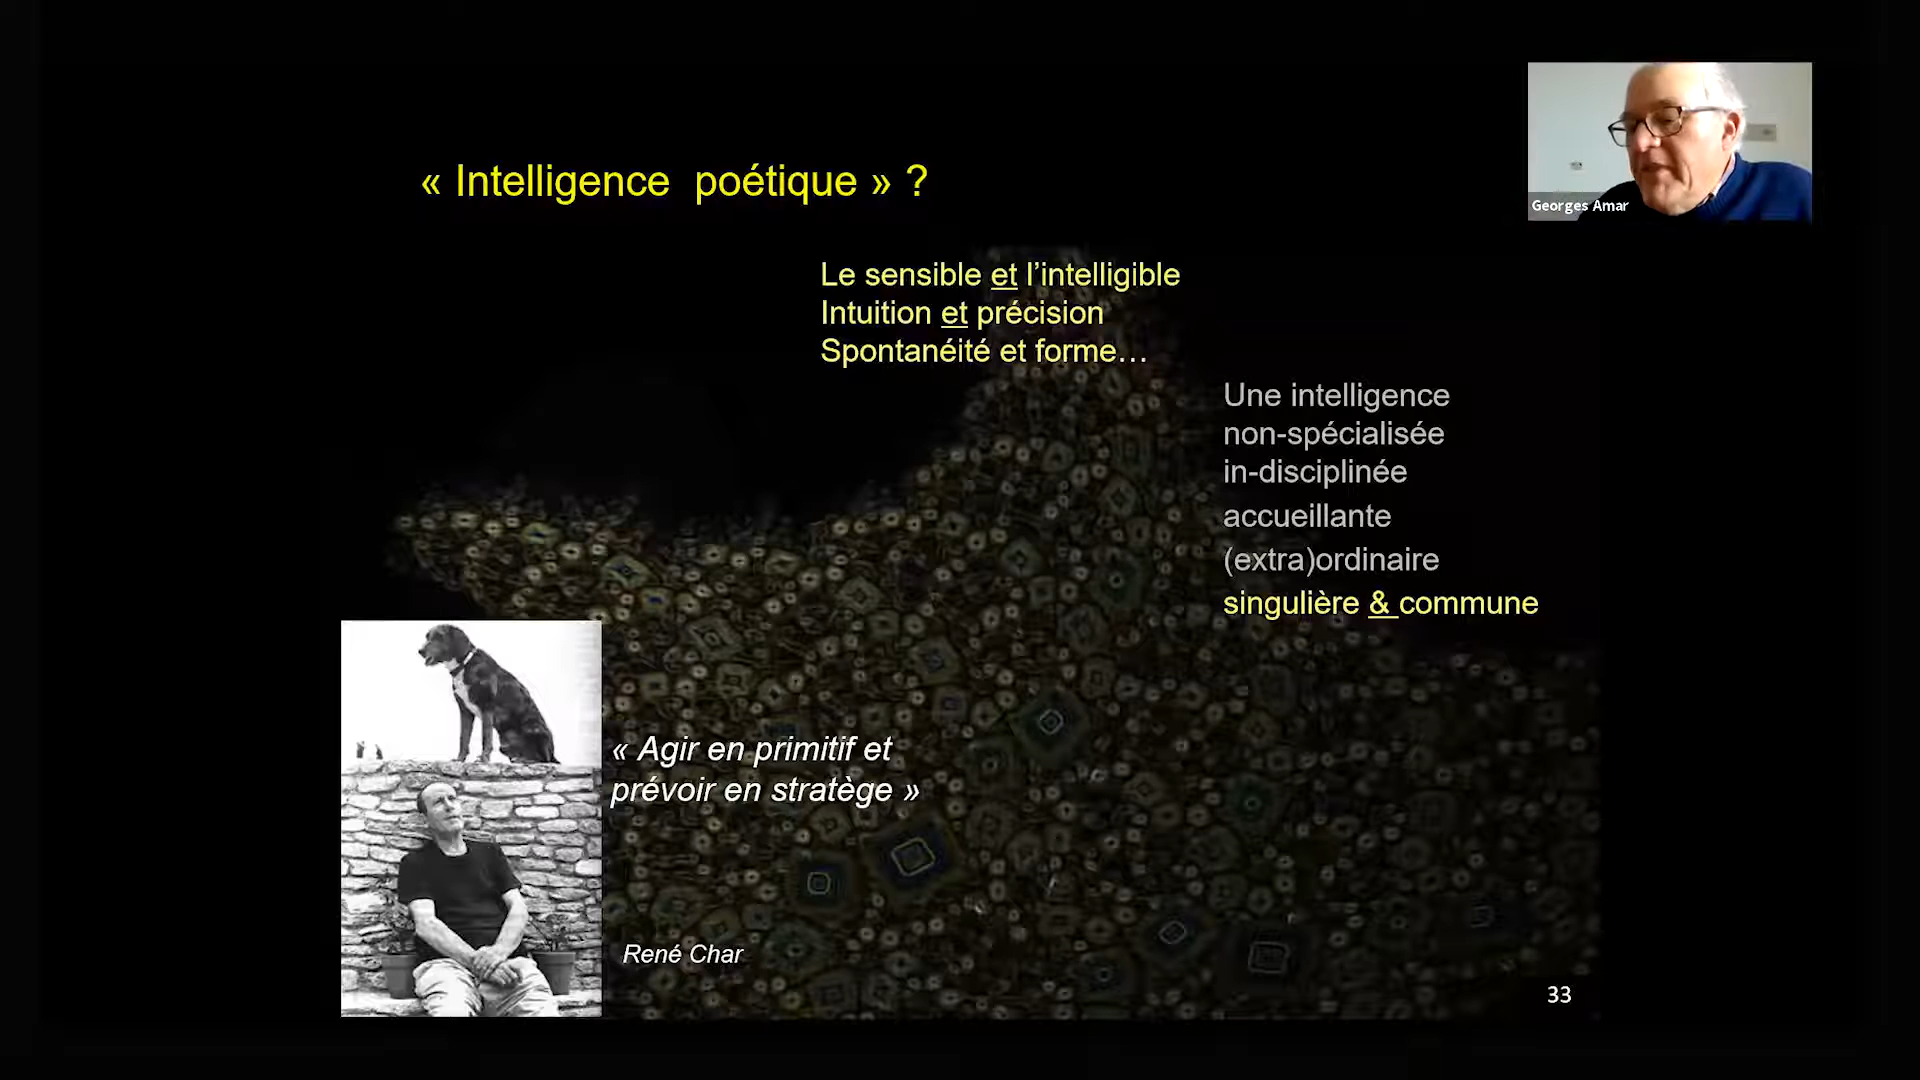 « Intelligence  poétique » ?
Georges Amar
Le sensible et l’intelligible
Intuition et précision
Spontanéité et forme…
Une intelligence
non-spécialisée
in-disciplinée
accueillante
(extra)ordinaire
singulière & commune
« Agir en primitif et
prévoir en stratège »
René Char
33